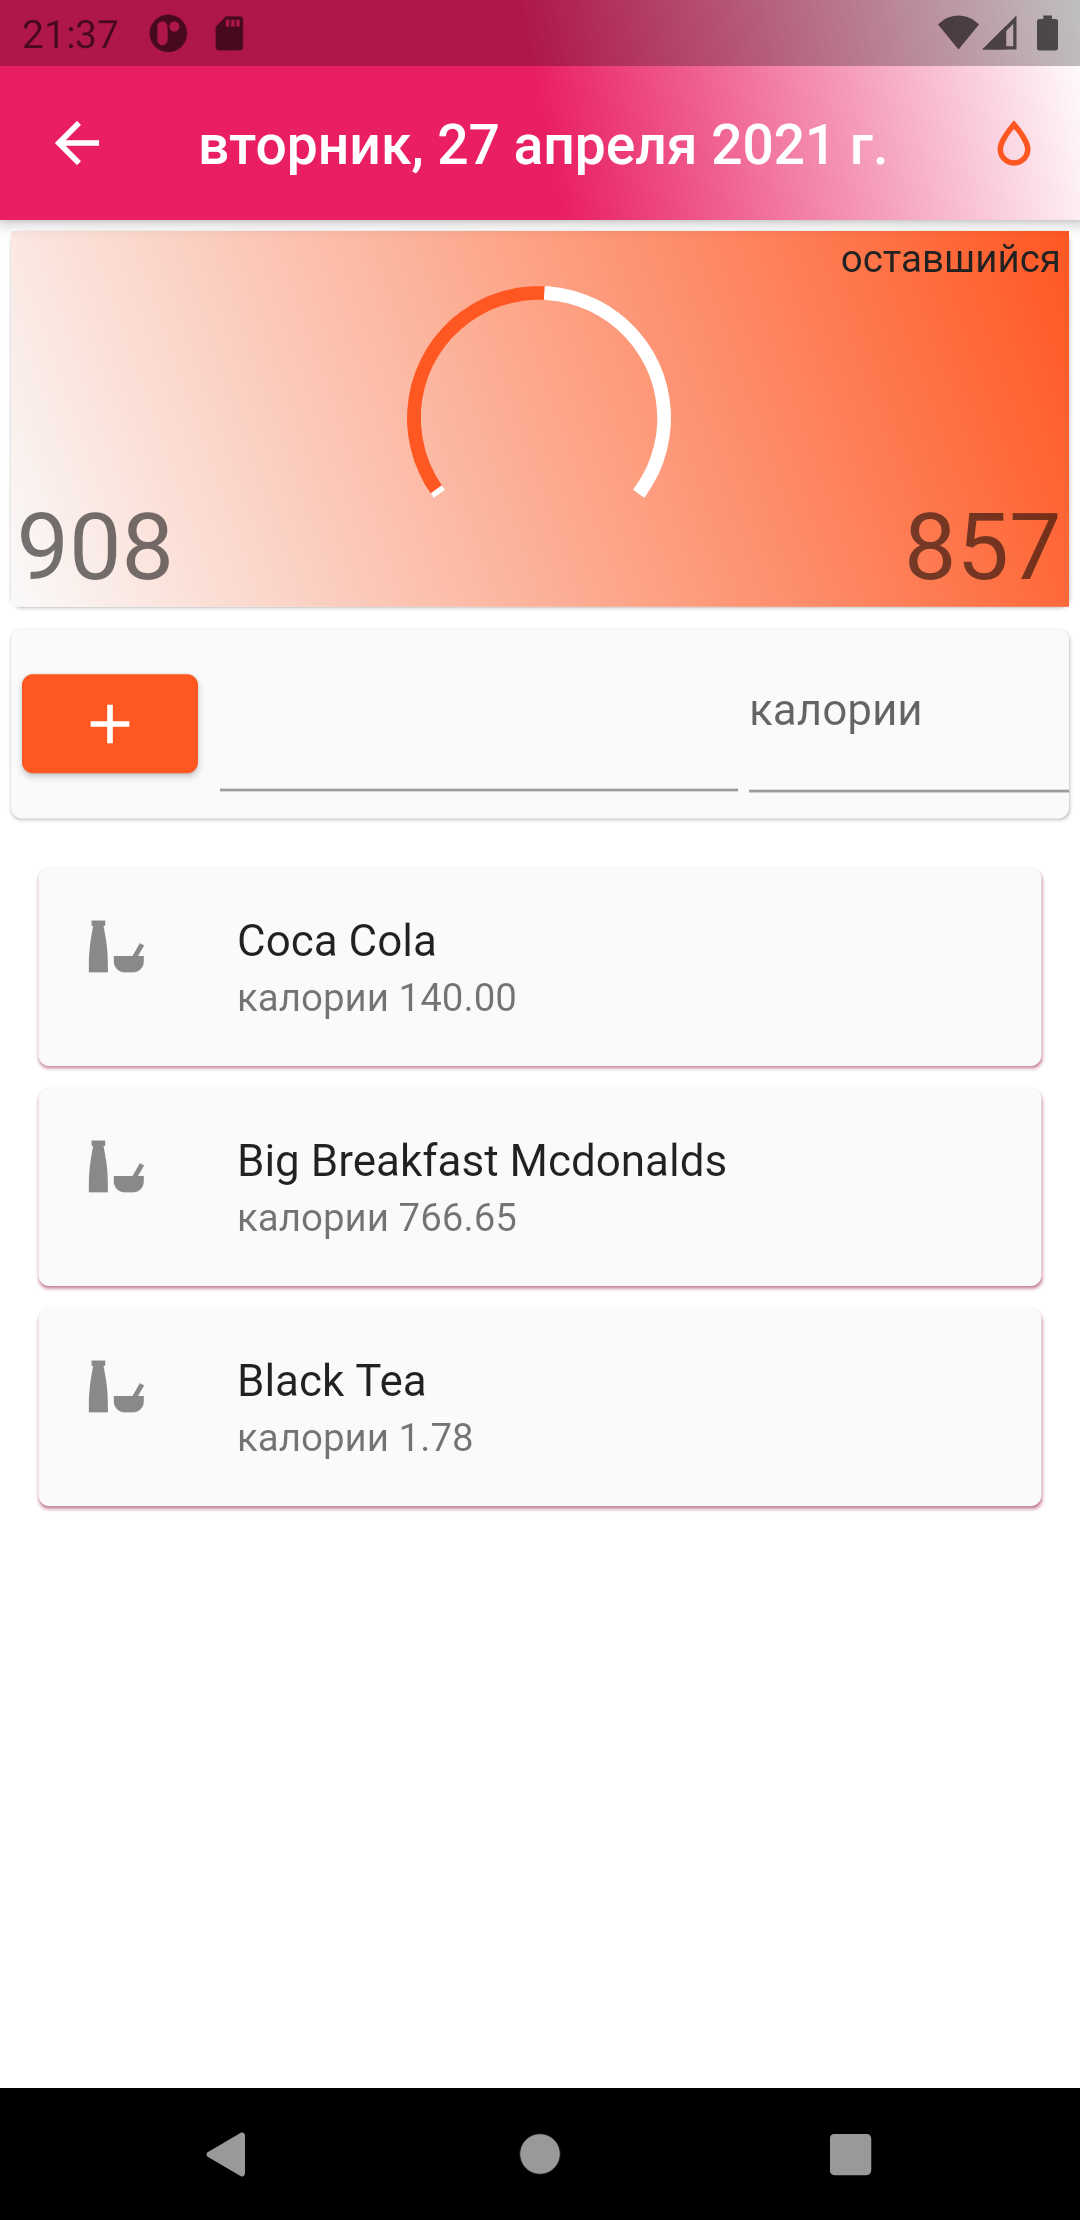 21:37
вторник, 27 апреля 2021 г.
оставшийся
908
857
калории
Coca Cola
калории 140.00
Big Breakfast Mcdonalds
калории 766.65
Black Tea
калории 1.78